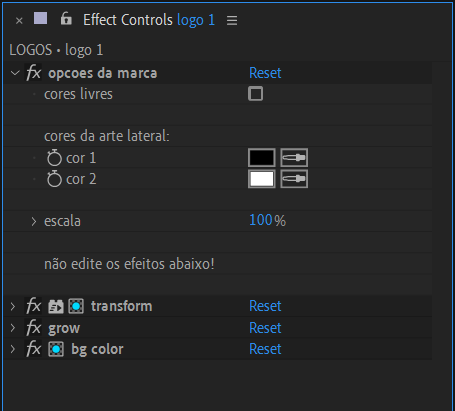 Effect Controls logo 1
LOGOS • logo 1
fx opcoes da marca Reset
cores livres
cores da arte lateral:
cor 1
cor 2
escala 100%
não edite os efeitos abaixo!
fx transform Reset
fx grow Reset
fx bg color Reset